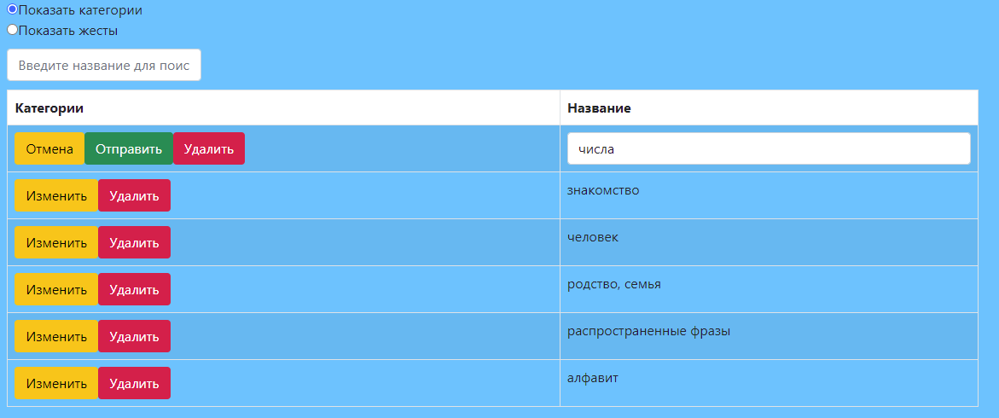 Показать категории
Показать жесты
Введите название для поис
Категории Название
Отмена Отправить Удалить числа
Изменить Удалить знакомство
Изменить Удалить человек
Изменить Удалить родство, семья
Изменить Удалить распространенные фразы
Изменить Удалить алфавит